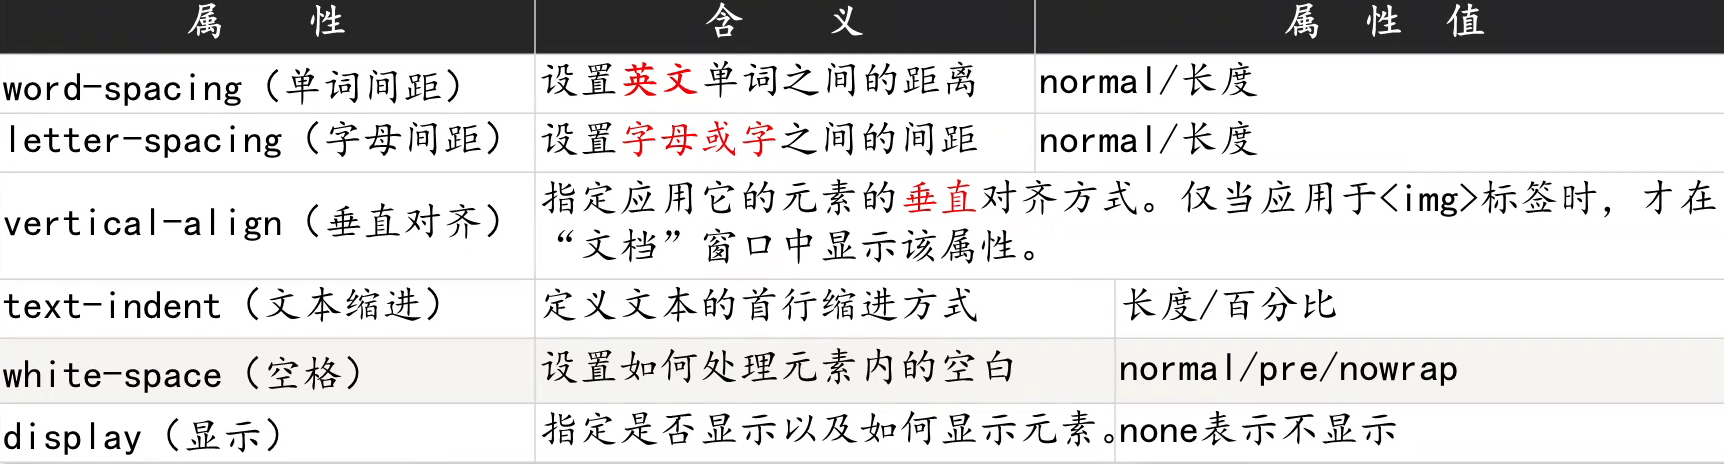 属 性 含 义 属 性 值
word-spacing（单词间距） 设置英文单词之间的距离 normal/长度
letter-spacing（字母间距） 设置字母或字之间的间距 normal/长度
vertical-align（垂直对齐） 指定应用它的元素的垂直对齐方式。仅当应用于<img>标签时，才在
“文档”窗口中显示该属性。
text-indent（文本缩进） 定义文本的首行缩进方式 长度/百分比
white-space（空格） 设置如何处理元素内的空白 normal/pre/nowrap
display（显示） 指定是否显示以及如何显示元素。 none表示不显示